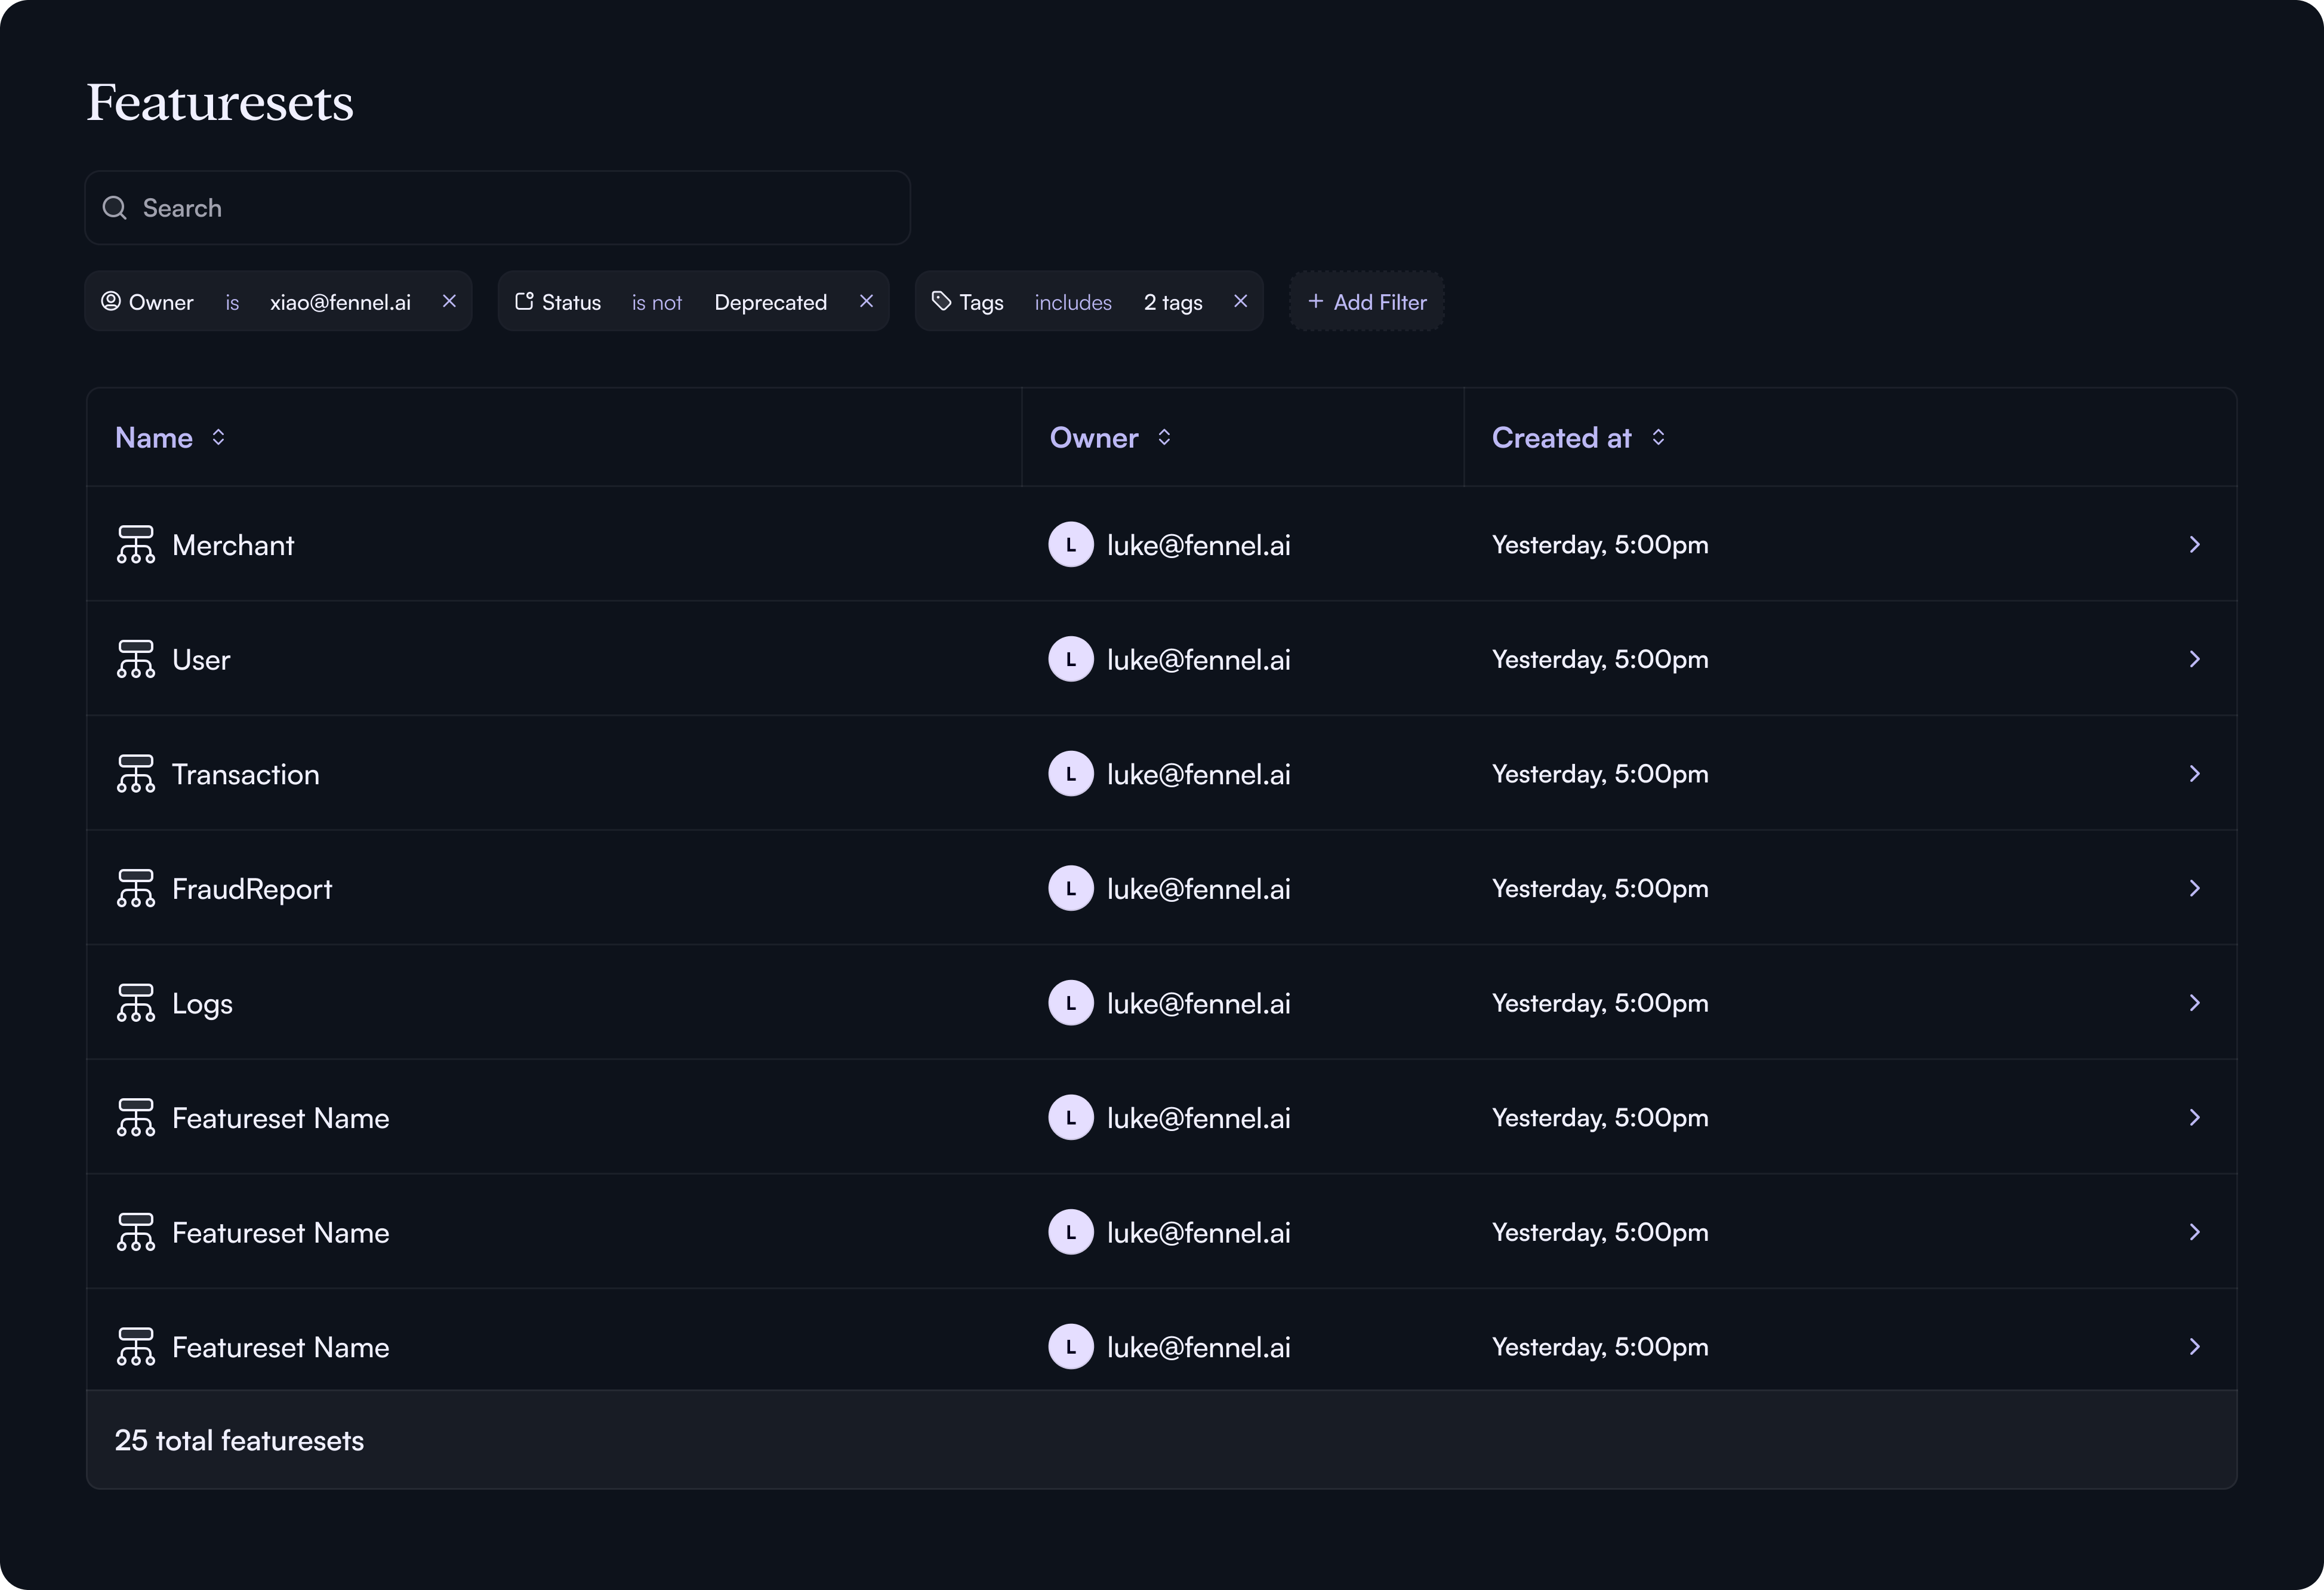 Featuresets
Search
Owner is xiao@fennel.ai Status is not Deprecated Tags includes 2 tags + Add Filter
Name Owner Created at
Merchant L luke@fennel.ai Yesterday, 5:00pm
User L luke@fennel.ai Yesterday, 5:00pm
Transaction L luke@fennel.ai Yesterday, 5:00pm
FraudReport L luke@fennel.ai Yesterday, 5:00pm
Logs L luke@fennel.ai Yesterday, 5:00pm
Featureset Name L luke@fennel.ai Yesterday, 5:00pm
Featureset Name L luke@fennel.ai Yesterday, 5:00pm
Featureset Name L luke@fennel.ai Yesterday, 5:00pm
25 total featuresets